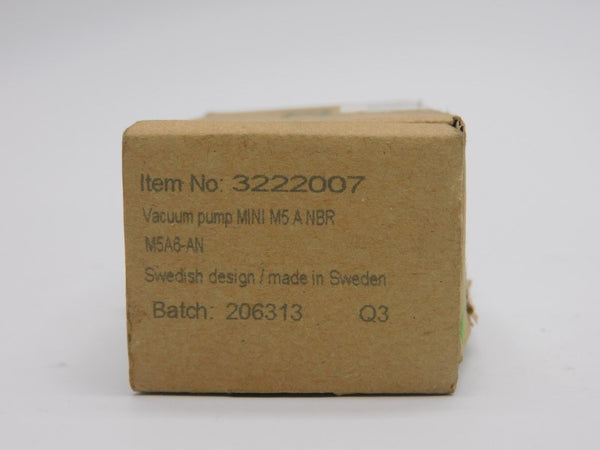 Item No: 3222007
Vacuum pump MINI M5 A NBR
M5A6-AN
Swedish design / made in Sweden
Batch: 206313 Q3